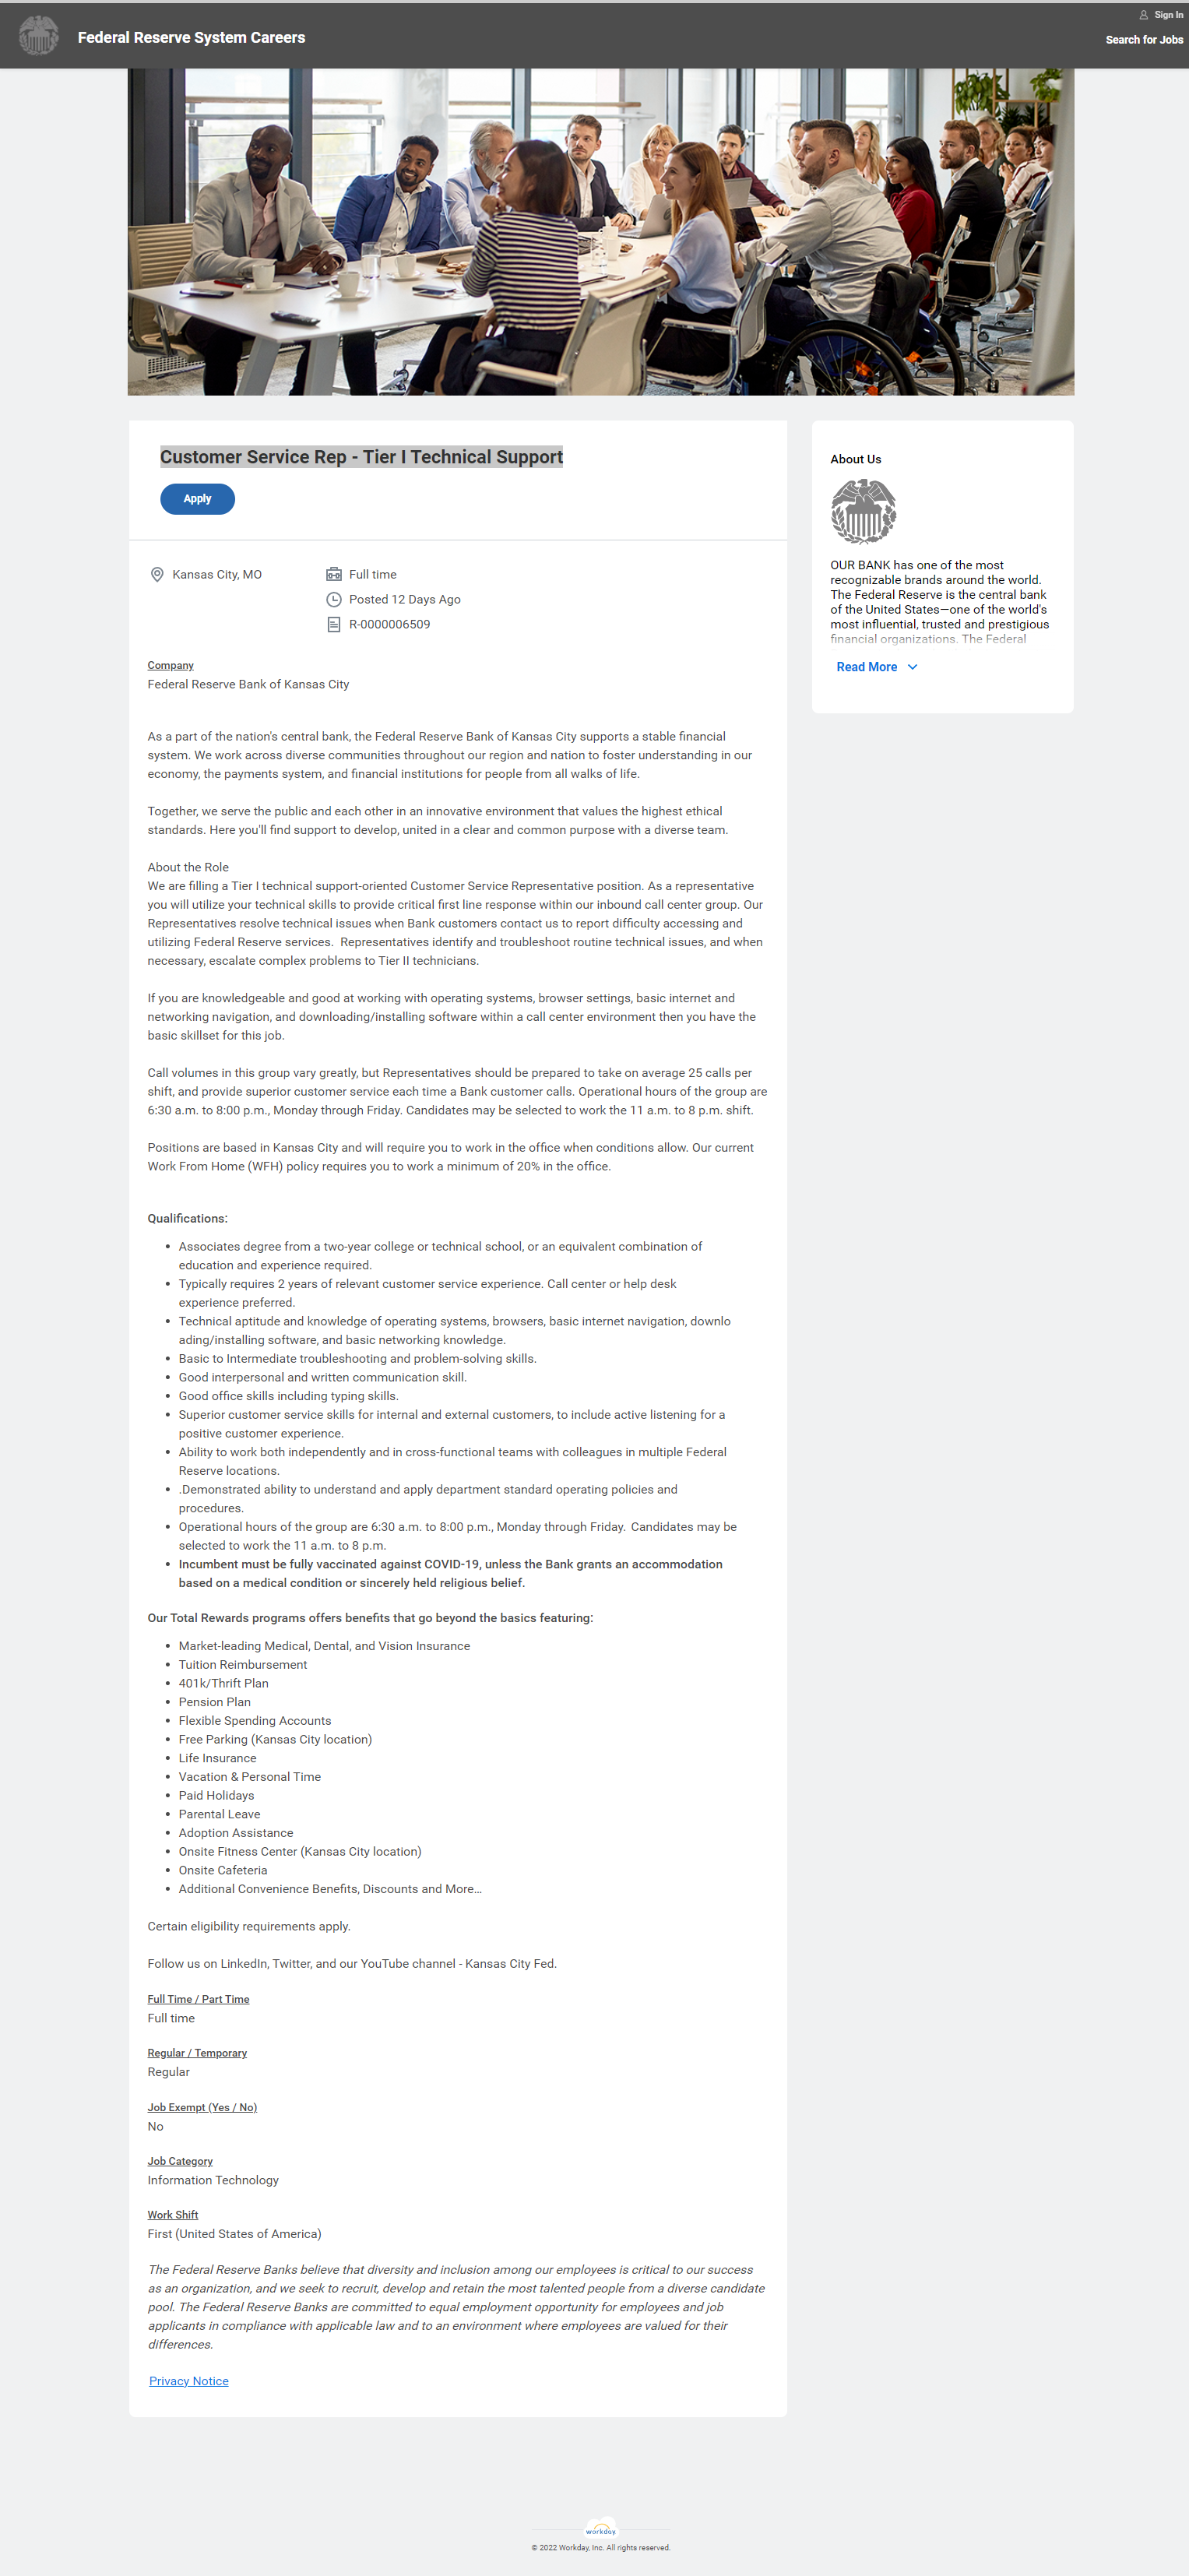 Sign In
Federal Reserve System Careers
Search for Jobs
Customer Service Rep - Tier I Technical Support
Apply
Kansas City, MO
Full time
Posted 12 Days Ago
R-0000006509
Company
Federal Reserve Bank of Kansas City
As a part of the nation's central bank, the Federal Reserve Bank of Kansas City supports a stable financial
system. We work across diverse communities throughout our region and nation to foster understanding in our
economy, the payments system, and financial institutions for people from all walks of life.
Together, we serve the public and each other in an innovative environment that values the highest ethical
standards. Here you'll find support to develop, united in a clear and common purpose with a diverse team.
About the Role
We are filling a Tier I technical support-oriented Customer Service Representative position. As a representative
you will utilize your technical skills to provide critical first line response within our inbound call center group. Our
Representatives resolve technical issues when Bank customers contact us to report difficulty accessing and
utilizing Federal Reserve services.  Representatives identify and troubleshoot routine technical issues, and when
necessary, escalate complex problems to Tier II technicians.
If you are knowledgeable and good at working with operating systems, browser settings, basic internet and
networking navigation, and downloading/installing software within a call center environment then you have the
basic skillset for this job.
Call volumes in this group vary greatly, but Representatives should be prepared to take on average 25 calls per
shift, and provide superior customer service each time a Bank customer calls. Operational hours of the group are
6:30 a.m. to 8:00 p.m., Monday through Friday. Candidates may be selected to work the 11 a.m. to 8 p.m. shift.
Positions are based in Kansas City and will require you to work in the office when conditions allow. Our current
Work From Home (WFH) policy requires you to work a minimum of 20% in the office.
Qualifications:
• Associates degree from a two-year college or technical school, or an equivalent combination of
education and experience required.
• Typically requires 2 years of relevant customer service experience. Call center or help desk
experience preferred.
• Technical aptitude and knowledge of operating systems, browsers, basic internet navigation, downlo
ading/installing software, and basic networking knowledge.
• Basic to Intermediate troubleshooting and problem-solving skills.
• Good interpersonal and written communication skill.
• Good office skills including typing skills.
• Superior customer service skills for internal and external customers, to include active listening for a
positive customer experience.
• Ability to work both independently and in cross-functional teams with colleagues in multiple Federal
Reserve locations.
• .Demonstrated ability to understand and apply department standard operating policies and
procedures.
• Operational hours of the group are 6:30 a.m. to 8:00 p.m., Monday through Friday.  Candidates may be
selected to work the 11 a.m. to 8 p.m.
• Incumbent must be fully vaccinated against COVID-19, unless the Bank grants an accommodation
based on a medical condition or sincerely held religious belief.
Our Total Rewards programs offers benefits that go beyond the basics featuring:
• Market-leading Medical, Dental, and Vision Insurance
• Tuition Reimbursement
• 401k/Thrift Plan
• Pension Plan
• Flexible Spending Accounts
• Free Parking (Kansas City location)
• Life Insurance
• Vacation & Personal Time
• Paid Holidays
• Parental Leave
• Adoption Assistance
• Onsite Fitness Center (Kansas City location)
• Onsite Cafeteria
• Additional Convenience Benefits, Discounts and More...
Certain eligibility requirements apply.
Follow us on LinkedIn, Twitter, and our YouTube channel - Kansas City Fed.
Full Time / Part Time
Full time
Regular / Temporary
Regular
Job Exempt (Yes / No)
No
Job Category
Information Technology
Work Shift
First (United States of America)
The Federal Reserve Banks believe that diversity and inclusion among our employees is critical to our success
as an organization, and we seek to recruit, develop and retain the most talented people from a diverse candidate
pool. The Federal Reserve Banks are committed to equal employment opportunity for employees and job
applicants in compliance with applicable law and to an environment where employees are valued for their
differences.
Privacy Notice
About Us
OUR BANK has one of the most
recognizable brands around the world.
The Federal Reserve is the central bank
of the United States—one of the world's
most influential, trusted and prestigious
financial organizations. The Federal
Read More
workday
© 2022 Workday, Inc. All rights reserved.